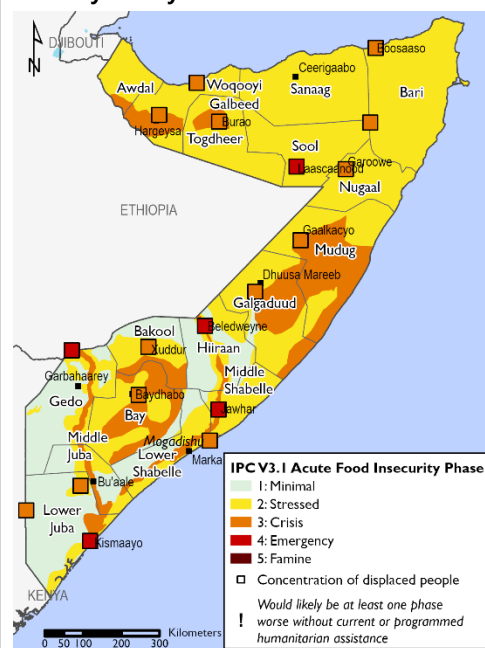 DJIBOUTI
N
Boosaaso
Ceerigaabo
Awdal
Woqooyi
Galbeed
Sanaag
Bari
Hargeysa
Burao
Togdheer
Sool
Laascaanood
Garoowe
Nugaal
ETHIOPIA
Gaalkacyo
Mudug
Dhuusa Mareeb
Galgaduud
Bakool
Beledweyne
Xuddur
Hiiraan
Garbahaarey
Gedo
Baydhabo
Middle
Shabelle
Bay
Jawhar
Middle
Juba
Mogadishu
Lower
Shabelle
Marka
Bu'aale
Lower
Juba
Kismaayo
KENYA
Kilometers
0 50 100 200 300
IPC V3.1 Acute Food Insecurity Phase
1: Minimal
2: Stressed
3: Crisis
4: Emergency
5: Famine
Concentration of displaced people
! Would likely be at least one phase
worse without current or programmed
humanitarian assistance